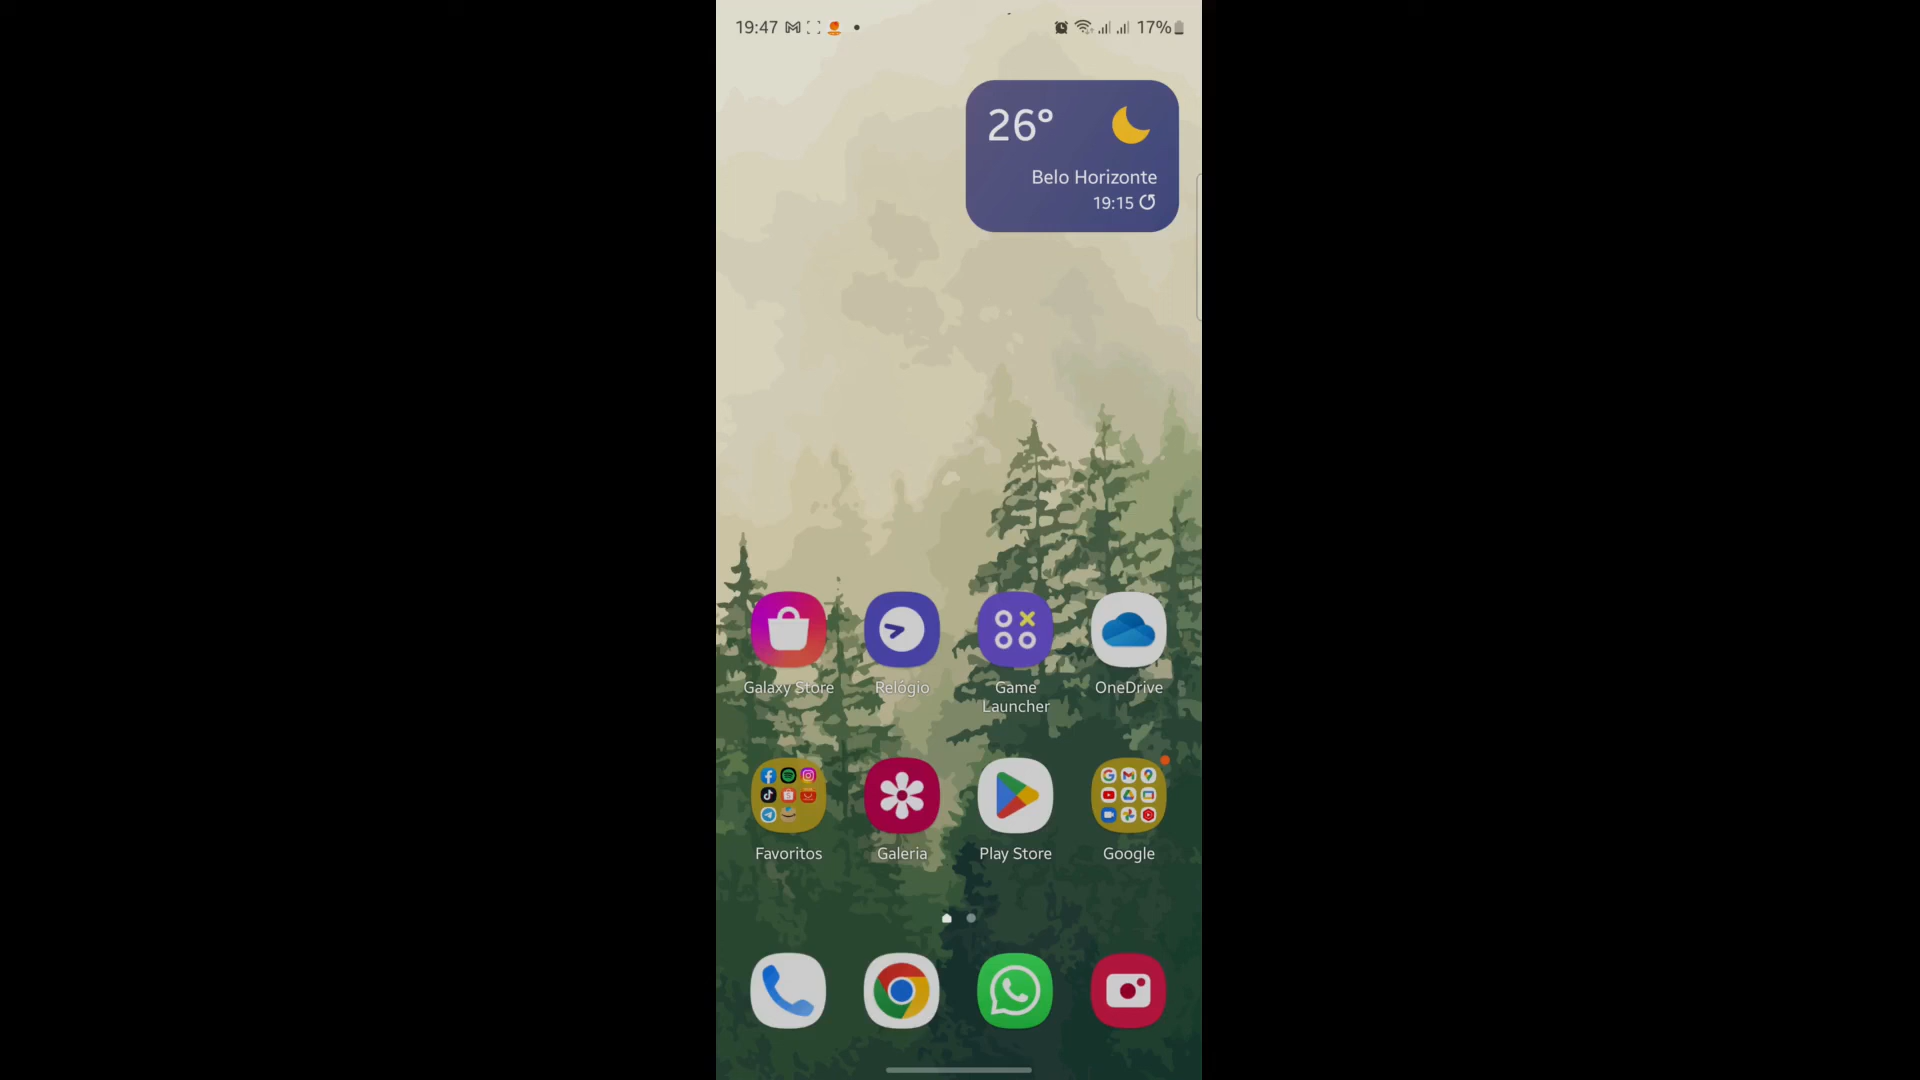 19:47
17%
26°
Belo Horizonte
19:15
Galaxy Store
Relógio
Game
Launcher
OneDrive
Favoritos
Galeria
Play Store
Google